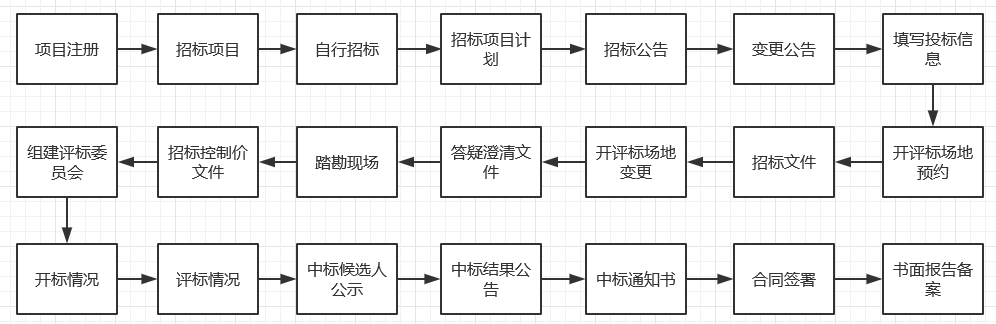 项目注册
招标项目
自行招标
招标项目计
划
招标公告
变更公告
填写投标信
息
开评标场地
预约
招标文件
开评标场地
变更
答疑澄清文
件
踏勘现场
招标控制价
文件
组建评标委
员会
开标情况
评标情况
中标候选人
公示
中标结果公
告
中标通知书
合同签署
书面报告备
案